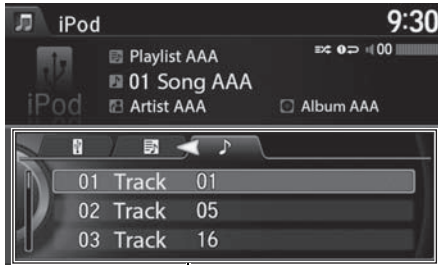 iPod 9:30
Playlist AAA
00
01 Song AAA
iPod
Artist AAA Album AAA
01 Track 01
02 Track 05
03 Track 16